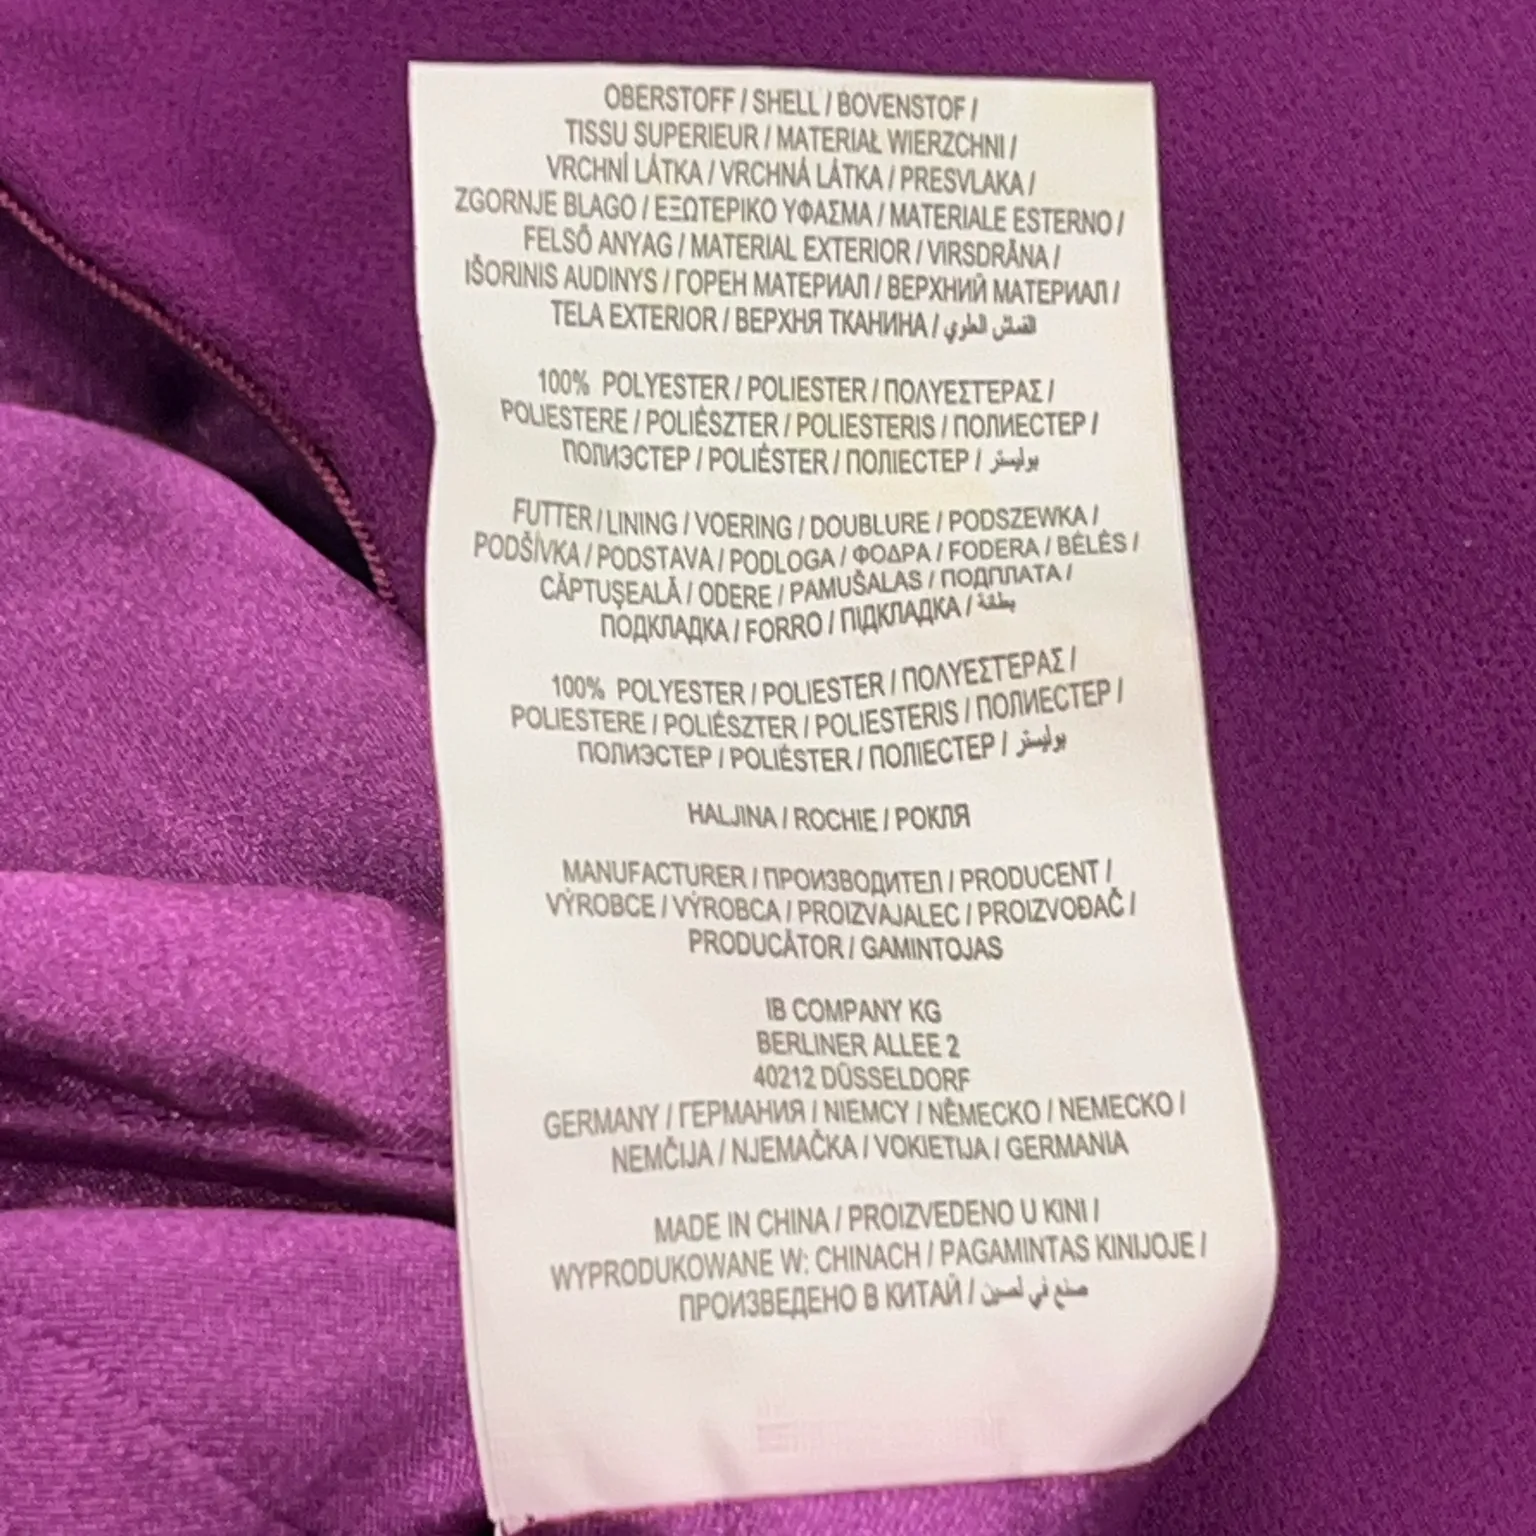 OBERSTOFF / SHELL / BOVENSTOF /
TISSU SUPERIEUR / MATERIAŁ WIERZCHNI /
VRCHNÍ LÁTKA / VRCHNÁ LÁTKA / PRESVLAKA /
ZGORNJE BLAGO / ΕΞΩΤΕΡΙΚΟ ΥΦΑΣΜΑ / MATERIALE ESTERNO /
FELSŐ ANYAG / MATERIAL EXTERIOR / VIRSDRĀNA /
IŠORINIS AUDINYS / ГОРЕН МАТЕРИАЛ / ВЕРХНИЙ МАТЕРИАЛ /
TELA EXTERIOR / ВЕРХНЯ ТКАНИНА /
100% POLYESTER / POLIESTER / ΠΟΛΥΕΣΤΕΡΑΣ /
POLIESTERE / POLIÉSZTER / POLIESTERIS / ПОЛИЕСТЕР /
ПОЛИЭСТЕР / POLIÉSTER / ПОЛІЕСТЕР / بوليستر
FUTTER / LINING / VOERING / DOUBLURE / PODSZEWKA /
PODŠÍVKA / PODSTAVA / PODLOGA / ΦΟΔΡΑ / FODERA / BÉLÉS /
CĂPTUȘEALĂ / ODERE / PAMUŠALAS / ПОДПЛАТА /
ПОДКЛАДКА / FORRO / ПІДКЛАДКА / بطانة
100% POLYESTER / POLIESTER / ΠΟΛΥΕΣΤΕΡΑΣ /
POLIESTERE / POLIÉSZTER / POLIESTERIS / ПОЛИЕСТЕР /
ПОЛИЭСТЕР / POLIÉSTER / ПОЛІЕСТЕР / بوليستر
HALJINA / ROCHIE / РОКЛЯ
MANUFACTURER / ПРОИЗВОДИТЕЛ / PRODUCENT /
VÝROBCE / VÝROBCA / PROIZVAJALEC / PROIZVOĐAČ /
PRODUCĂTOR / GAMINTOJAS
IB COMPANY KG
BERLINER ALLEE 2
40212 DÜSSELDORF
GERMANY / ГЕРМАНИЯ / NIEMCY / NĚMECKO / NEMECKO /
NEMČIJA / NJEMAČKA / VOKIETIJA / GERMANIA
MADE IN CHINA / PROIZVEDENO U KINI /
WYPRODUKOWANE W: CHINACH / PAGAMINTAS KINIJOJE /
ПРОИЗВЕДЕНО В КИТАЙ / صنع في لصين